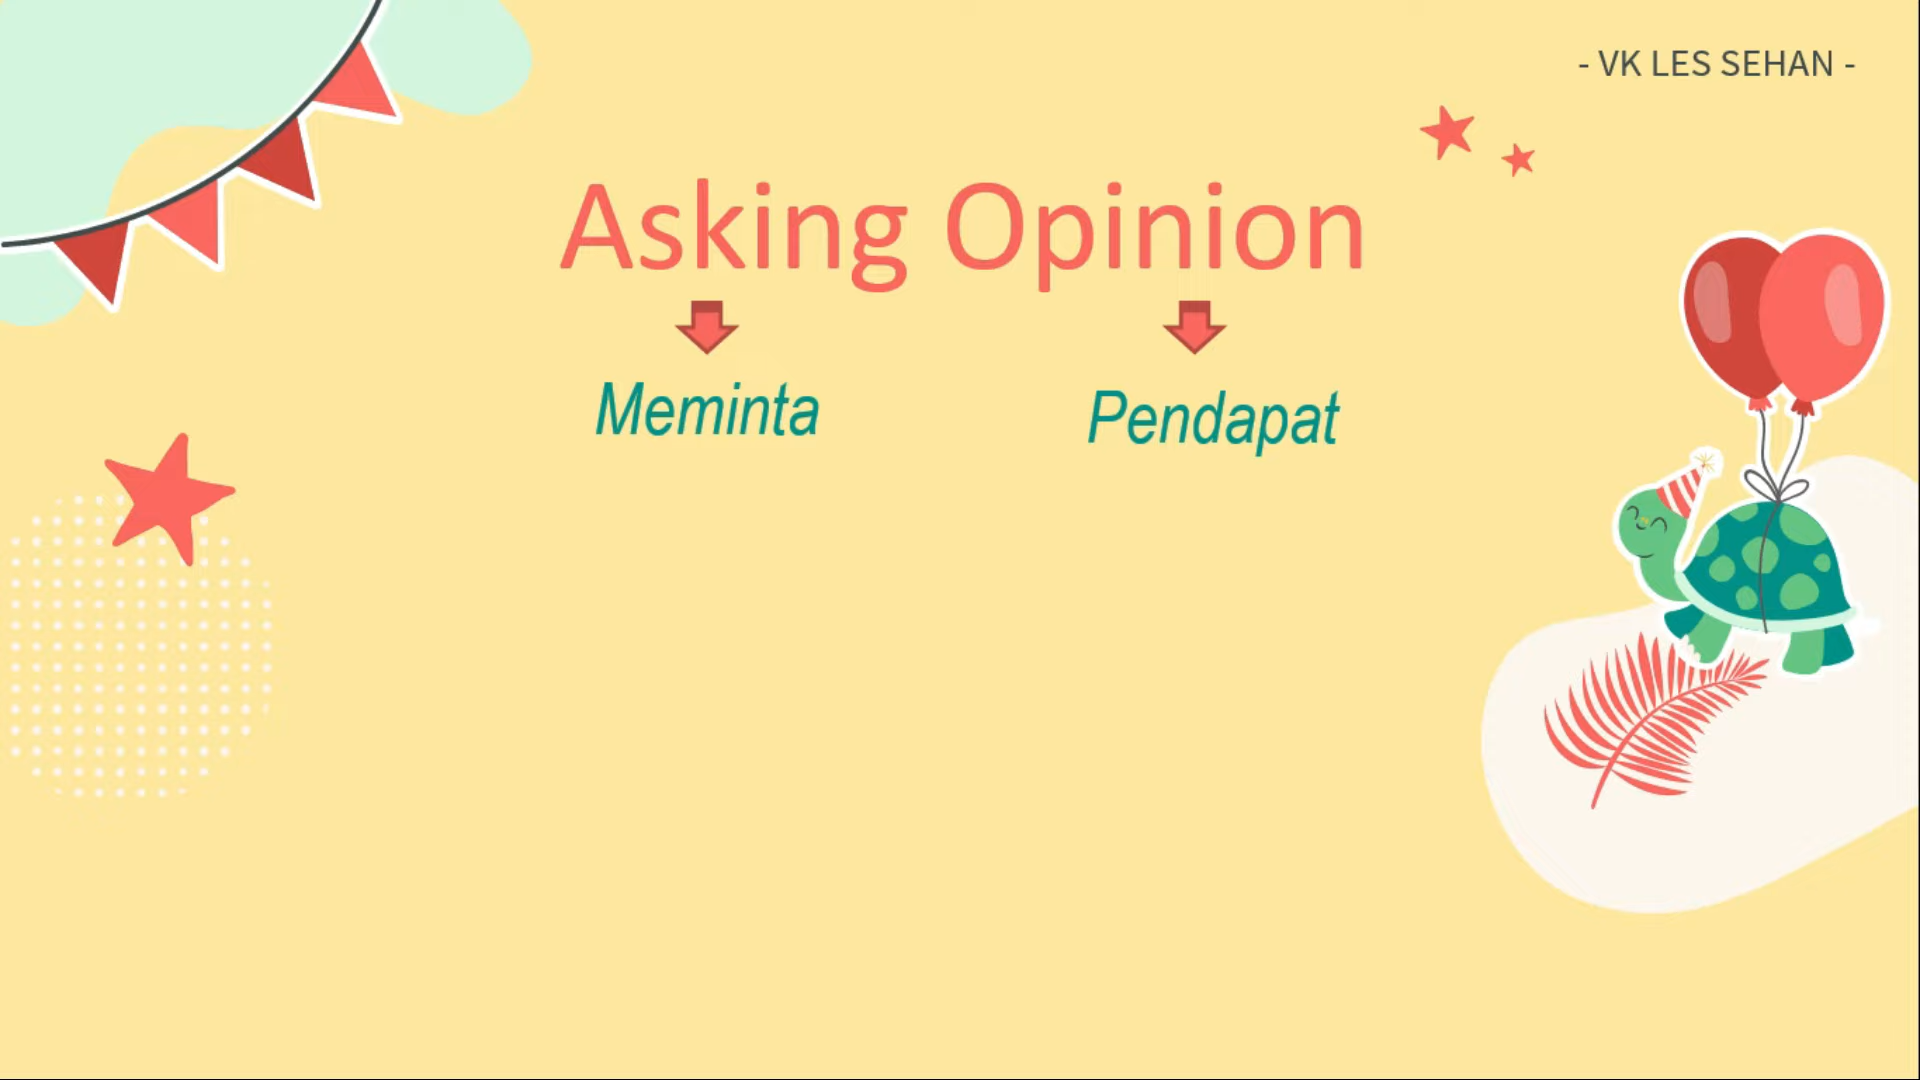 - VK LES SEHAN -
Asking Opinion
Meminta Pendapat